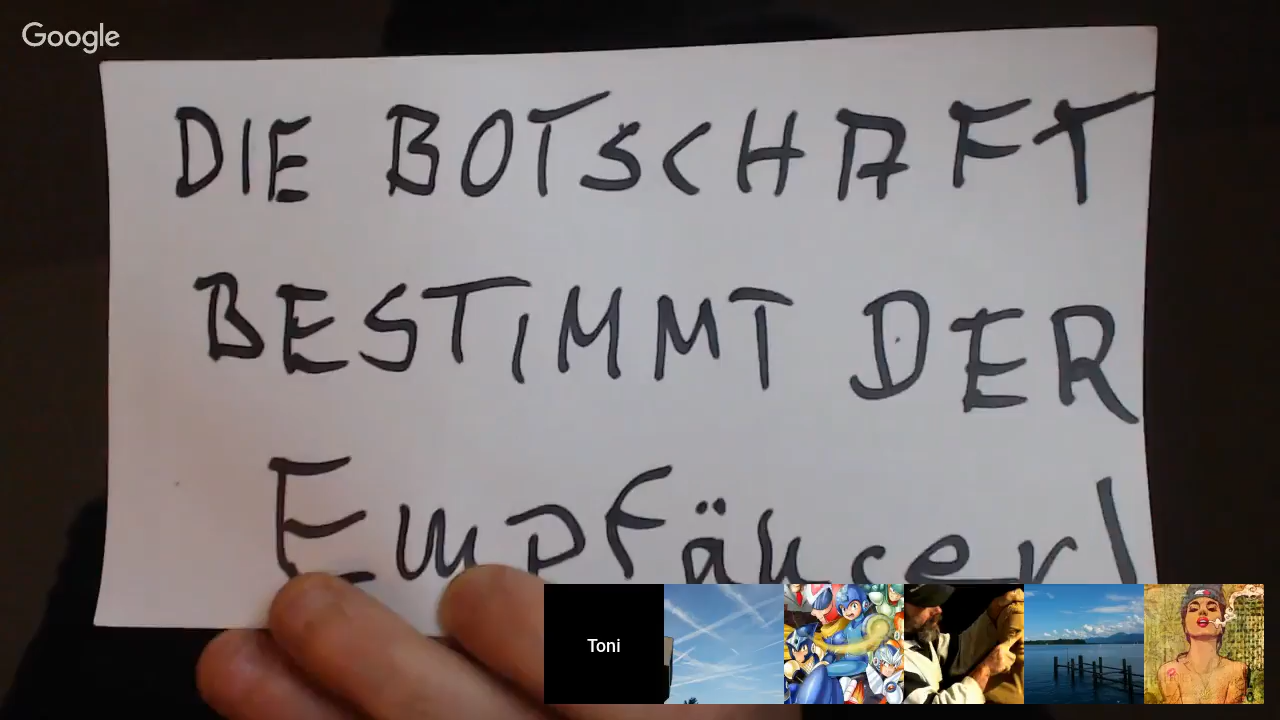 Google
DIE BOTSCHAFT
BESTIMMT DER
Empfänger!
Toni